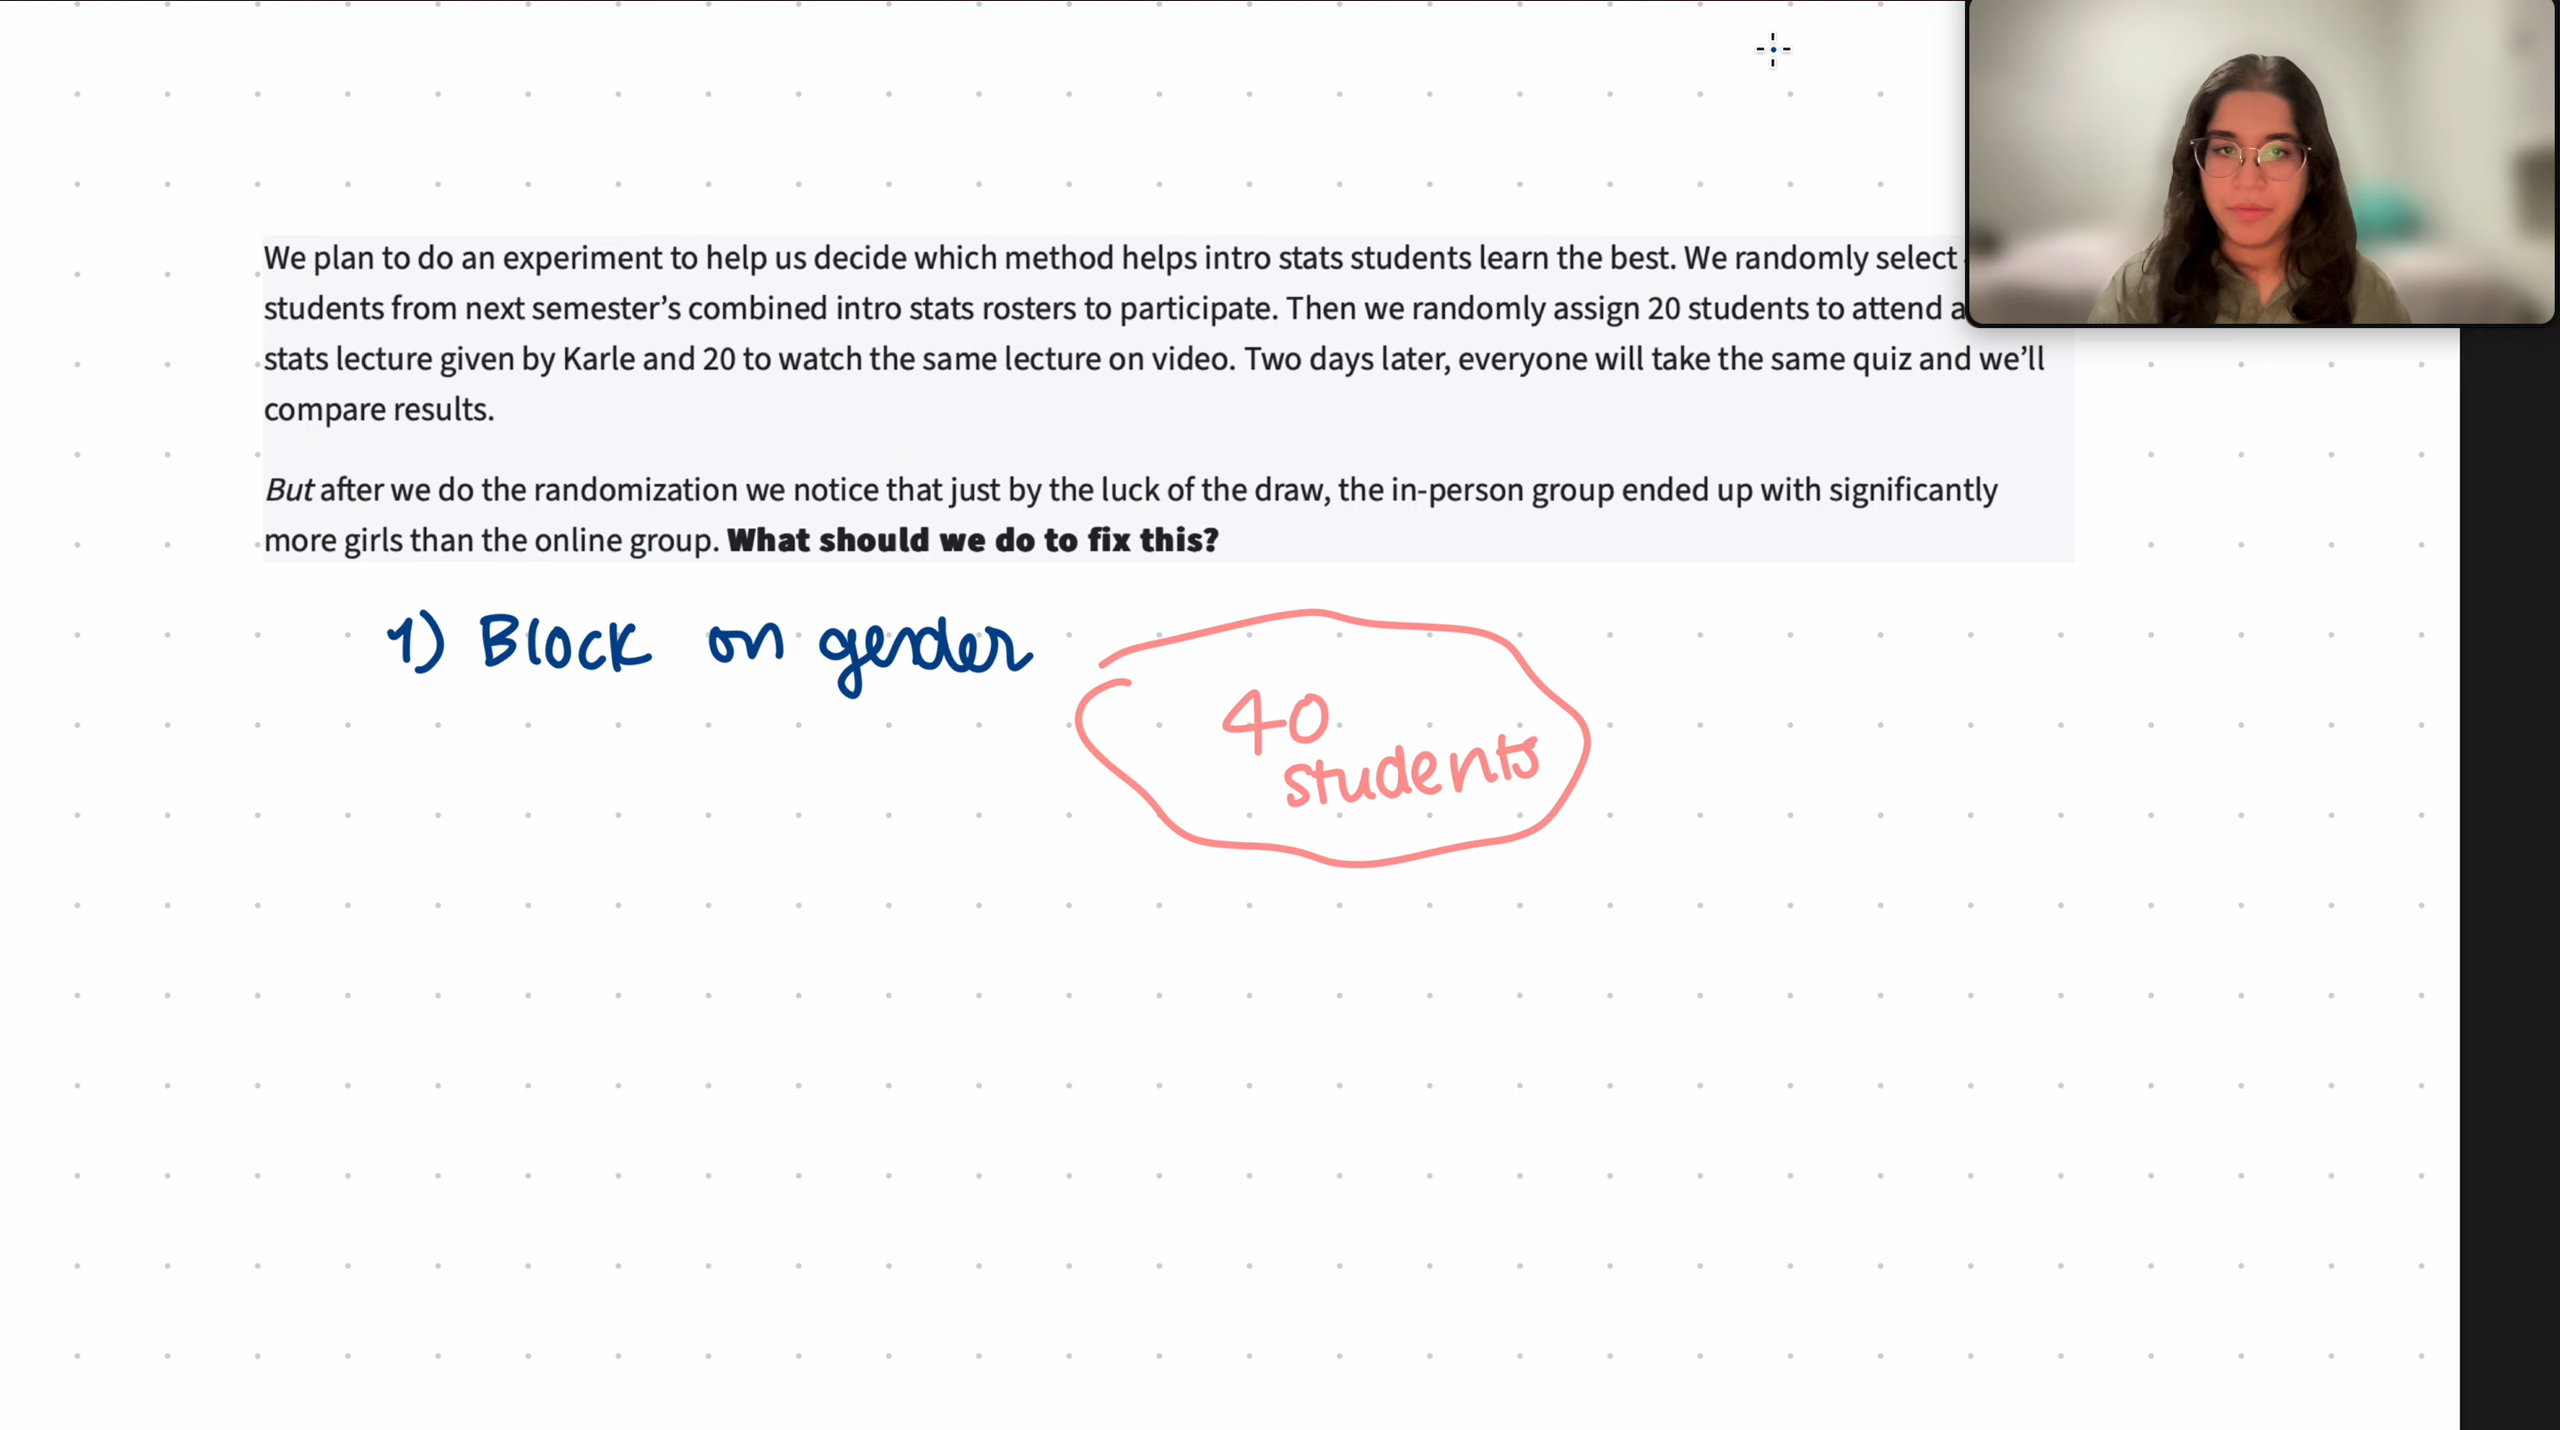 We plan to do an experiment to help us decide which method helps intro stats students learn the best. We randomly select
students from next semester’s combined intro stats rosters to participate. Then we randomly assign 20 students to attend a
stats lecture given by Karle and 20 to watch the same lecture on video. Two days later, everyone will take the same quiz and we’ll
compare results.
But after we do the randomization we notice that just by the luck of the draw, the in-person group ended up with significantly
more girls than the online group. What should we do to fix this?
1) Block on gender
40
students